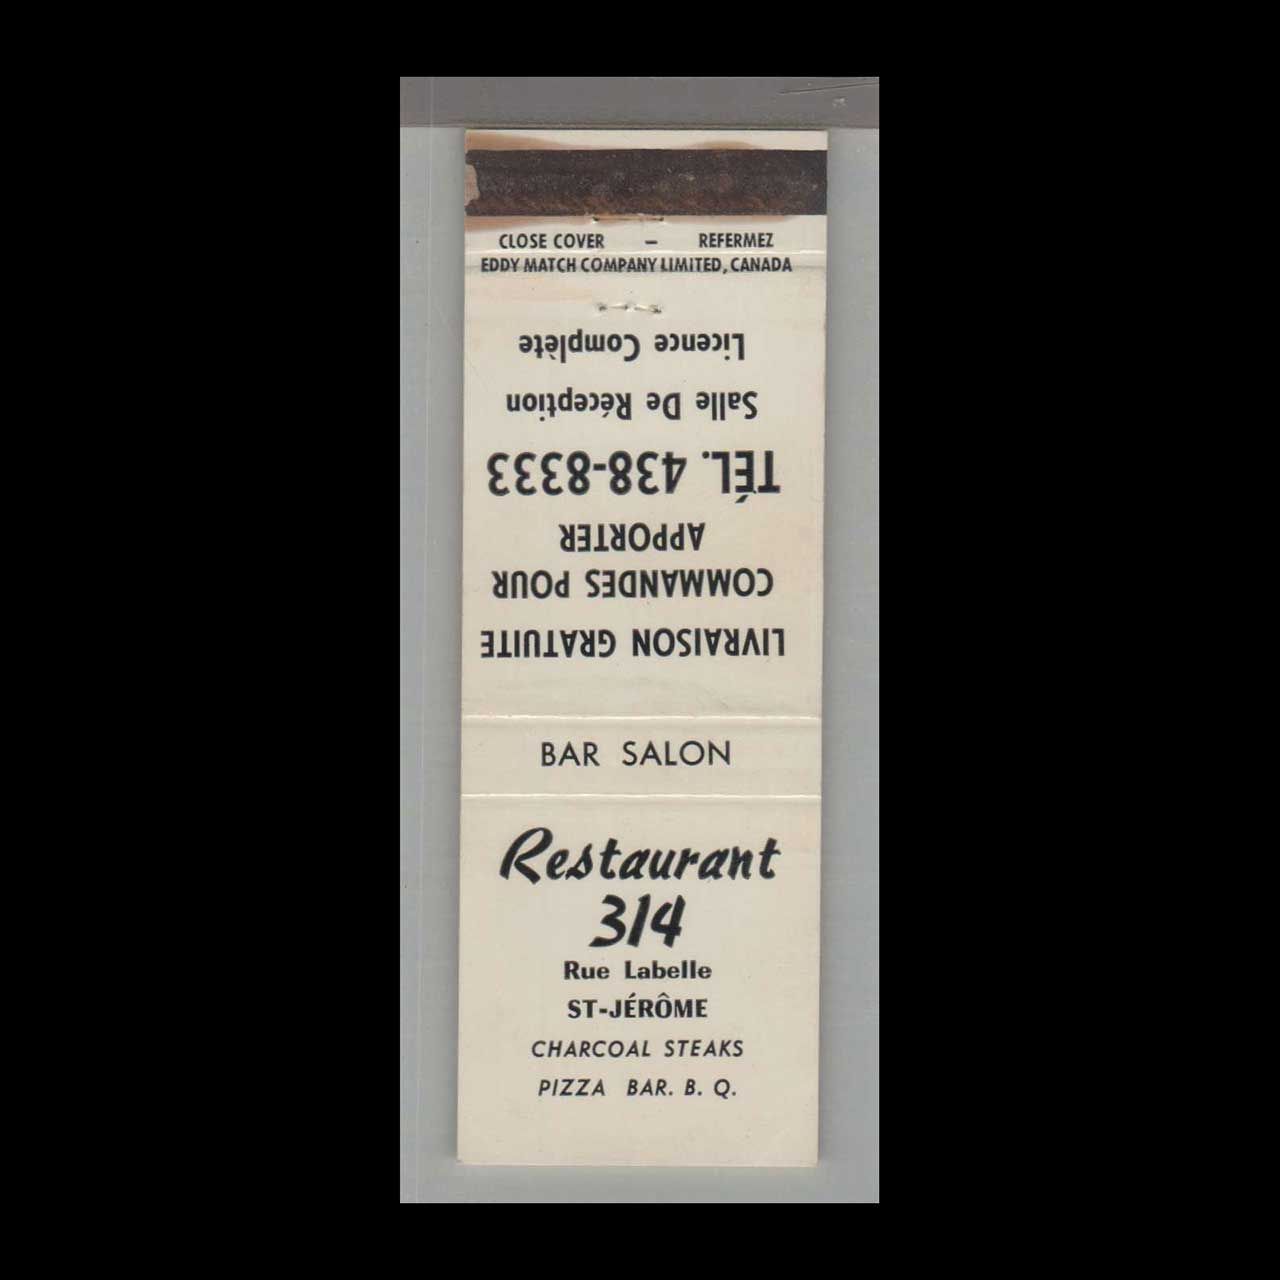 CLOSE COVER – REFERMEZ
EDDY MATCH COMPANY LIMITED, CANADA
LIVRAISON GRATUITE
COMMANDES POUR
APPORTER
TÉL. 438-8333
Salle De Réception
Licence Complète
BAR SALON
Restaurant
314
Rue Labelle
ST-JÉRÔME
CHARCOAL STEAKS
PIZZA BAR. B. Q.